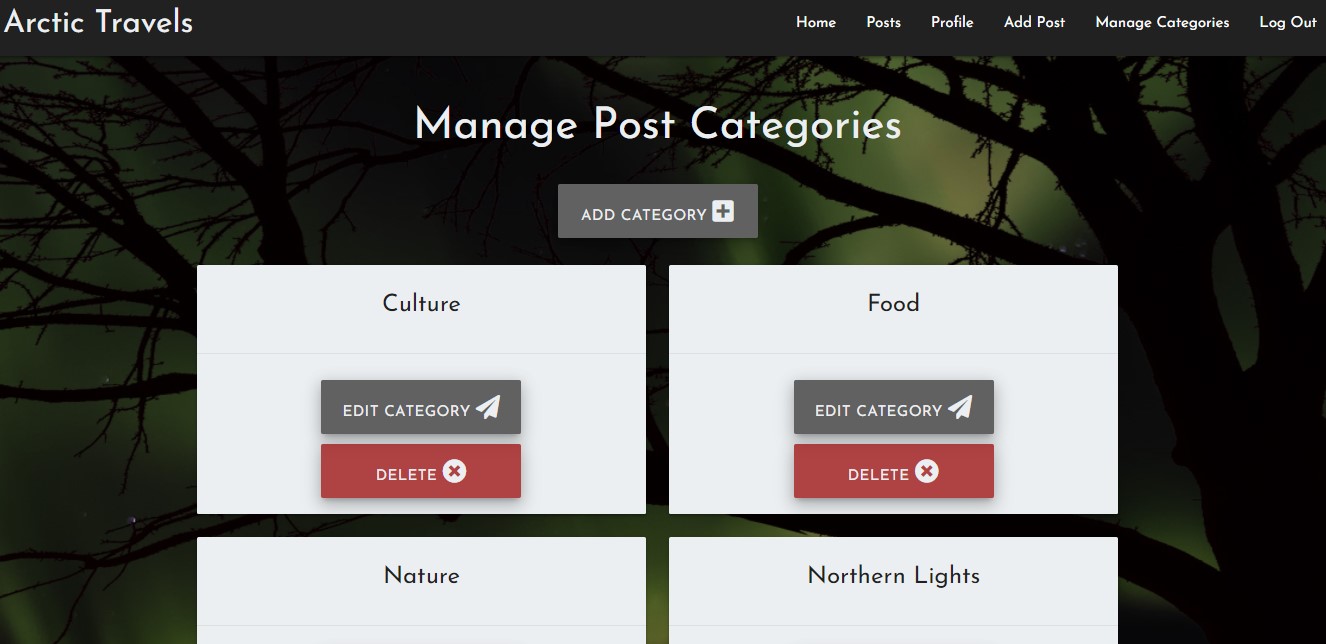 Arctic Travels
Home Posts Profile Add Post Manage Categories Log Out
Manage Post Categories
ADD CATEGORY
Culture
Food
EDIT CATEGORY
EDIT CATEGORY
DELETE
DELETE
Nature
Northern Lights